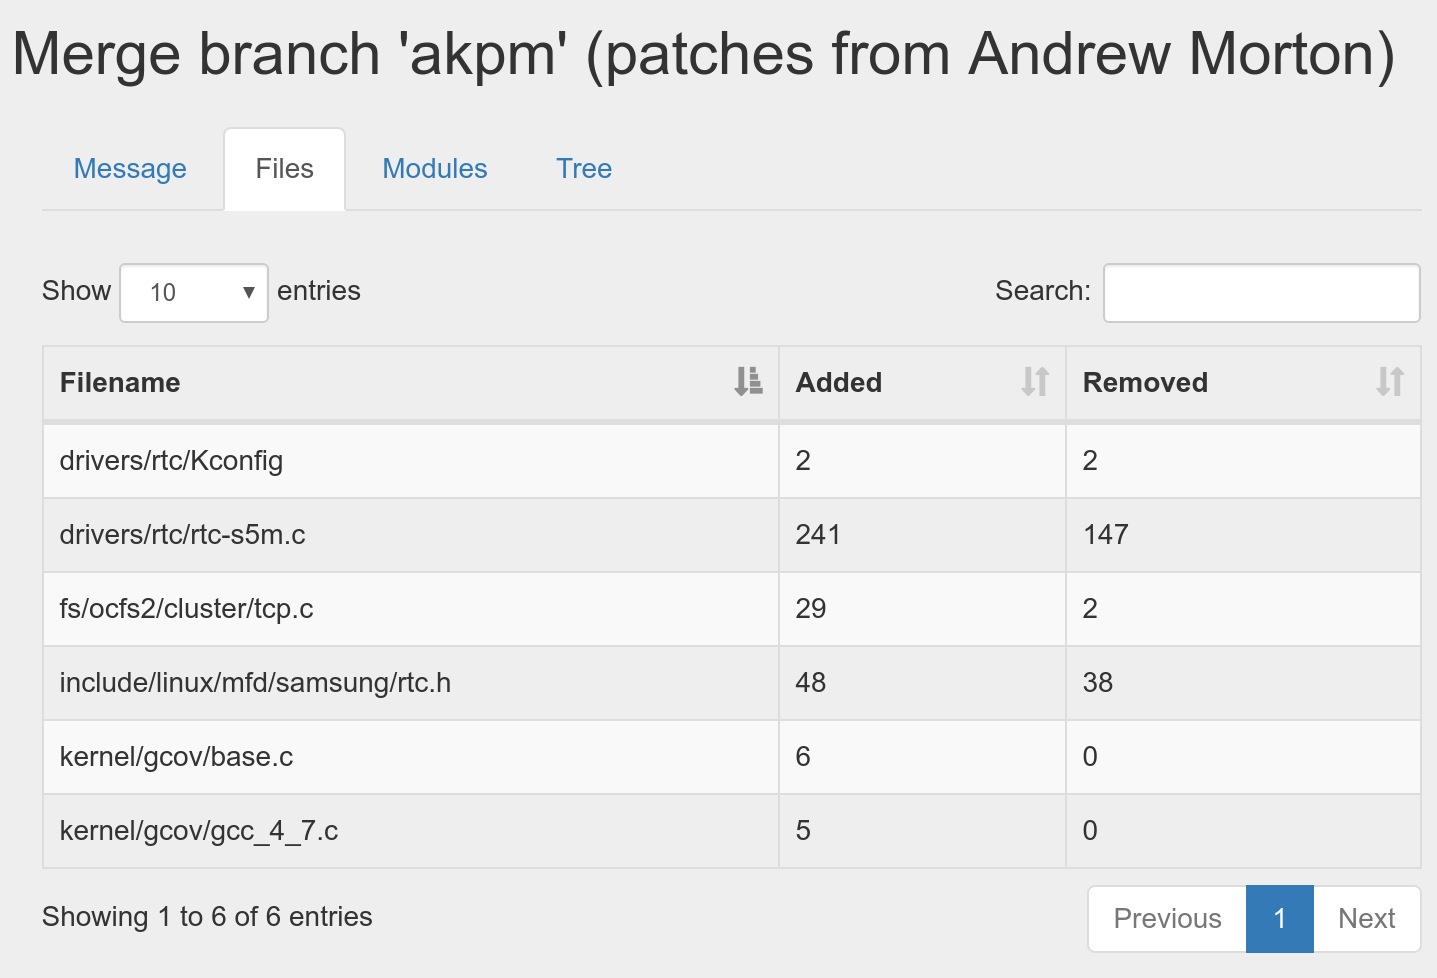 Merge branch 'akpm' (patches from Andrew Morton)
Message Files Modules Tree
Show 10 entries Search:
Filename Added Removed
drivers/rtc/Kconfig 2 2
drivers/rtc/rtc-s5m.c 241 147
fs/ocfs2/cluster/tcp.c 29 2
include/linux/mfd/samsung/rtc.h 48 38
kernel/gcov/base.c 6 0
kernel/gcov/gcc_4_7.c 5 0
Showing 1 to 6 of 6 entries Previous 1 Next